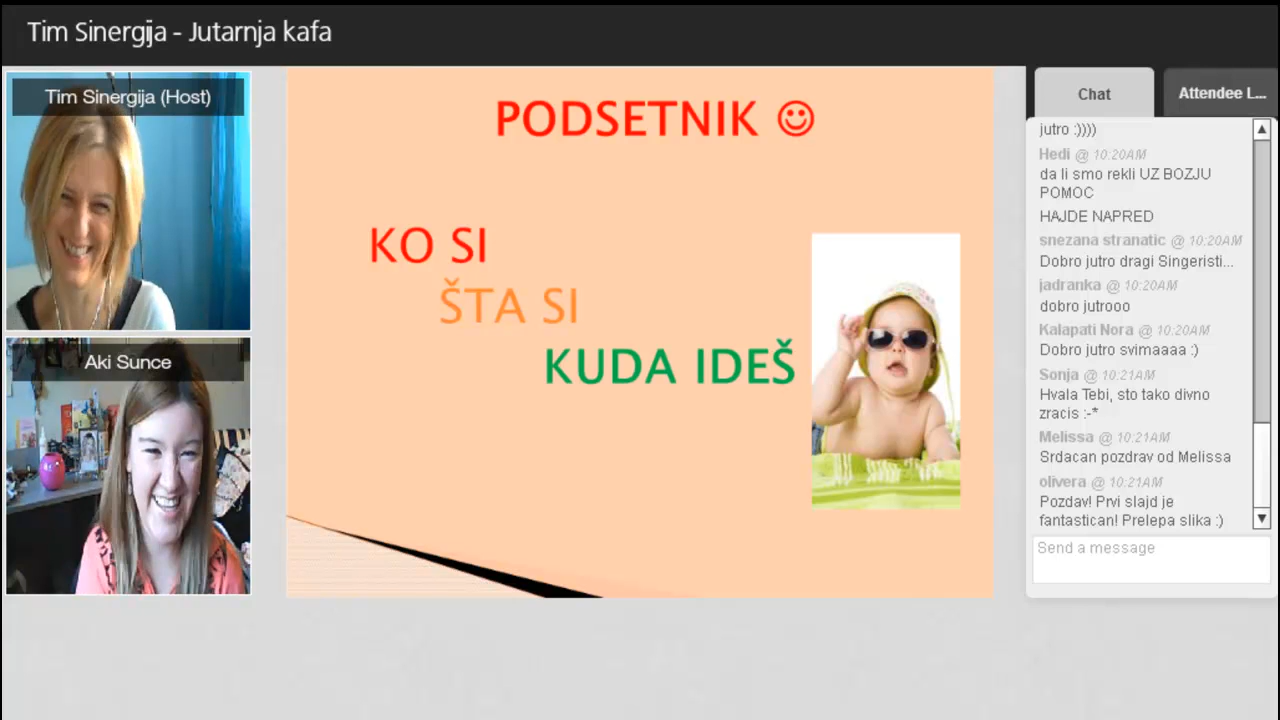 Tim Sinergija - Jutarnja kafa
Tim Sinergija (Host)
Aki Sunce
PODSETNIK ☺
KO SI
ŠTA SI
KUDA IDEŠ
Chat
Attendee L...
jutro :))))
Hedi @ 10:20AM
da li smo rekli UZ BOZJU
POMOC
HAJDE NAPRED
snezana stranatic @ 10:20AM
Dobro jutro dragi Singeristi...
jadranka @ 10:20AM
dobro jutrooo
Kalapati Nora @ 10:20AM
Dobro jutro svimaaaa :)
Sonja @ 10:21AM
Hvala Tebi, sto tako divno
zracis :-*
Melissa @ 10:21AM
Srdacan pozdrav od Melissa
olivera @ 10:21AM
Pozdav! Prvi slajd je
fantastican! Prelepa slika :)
Send a message